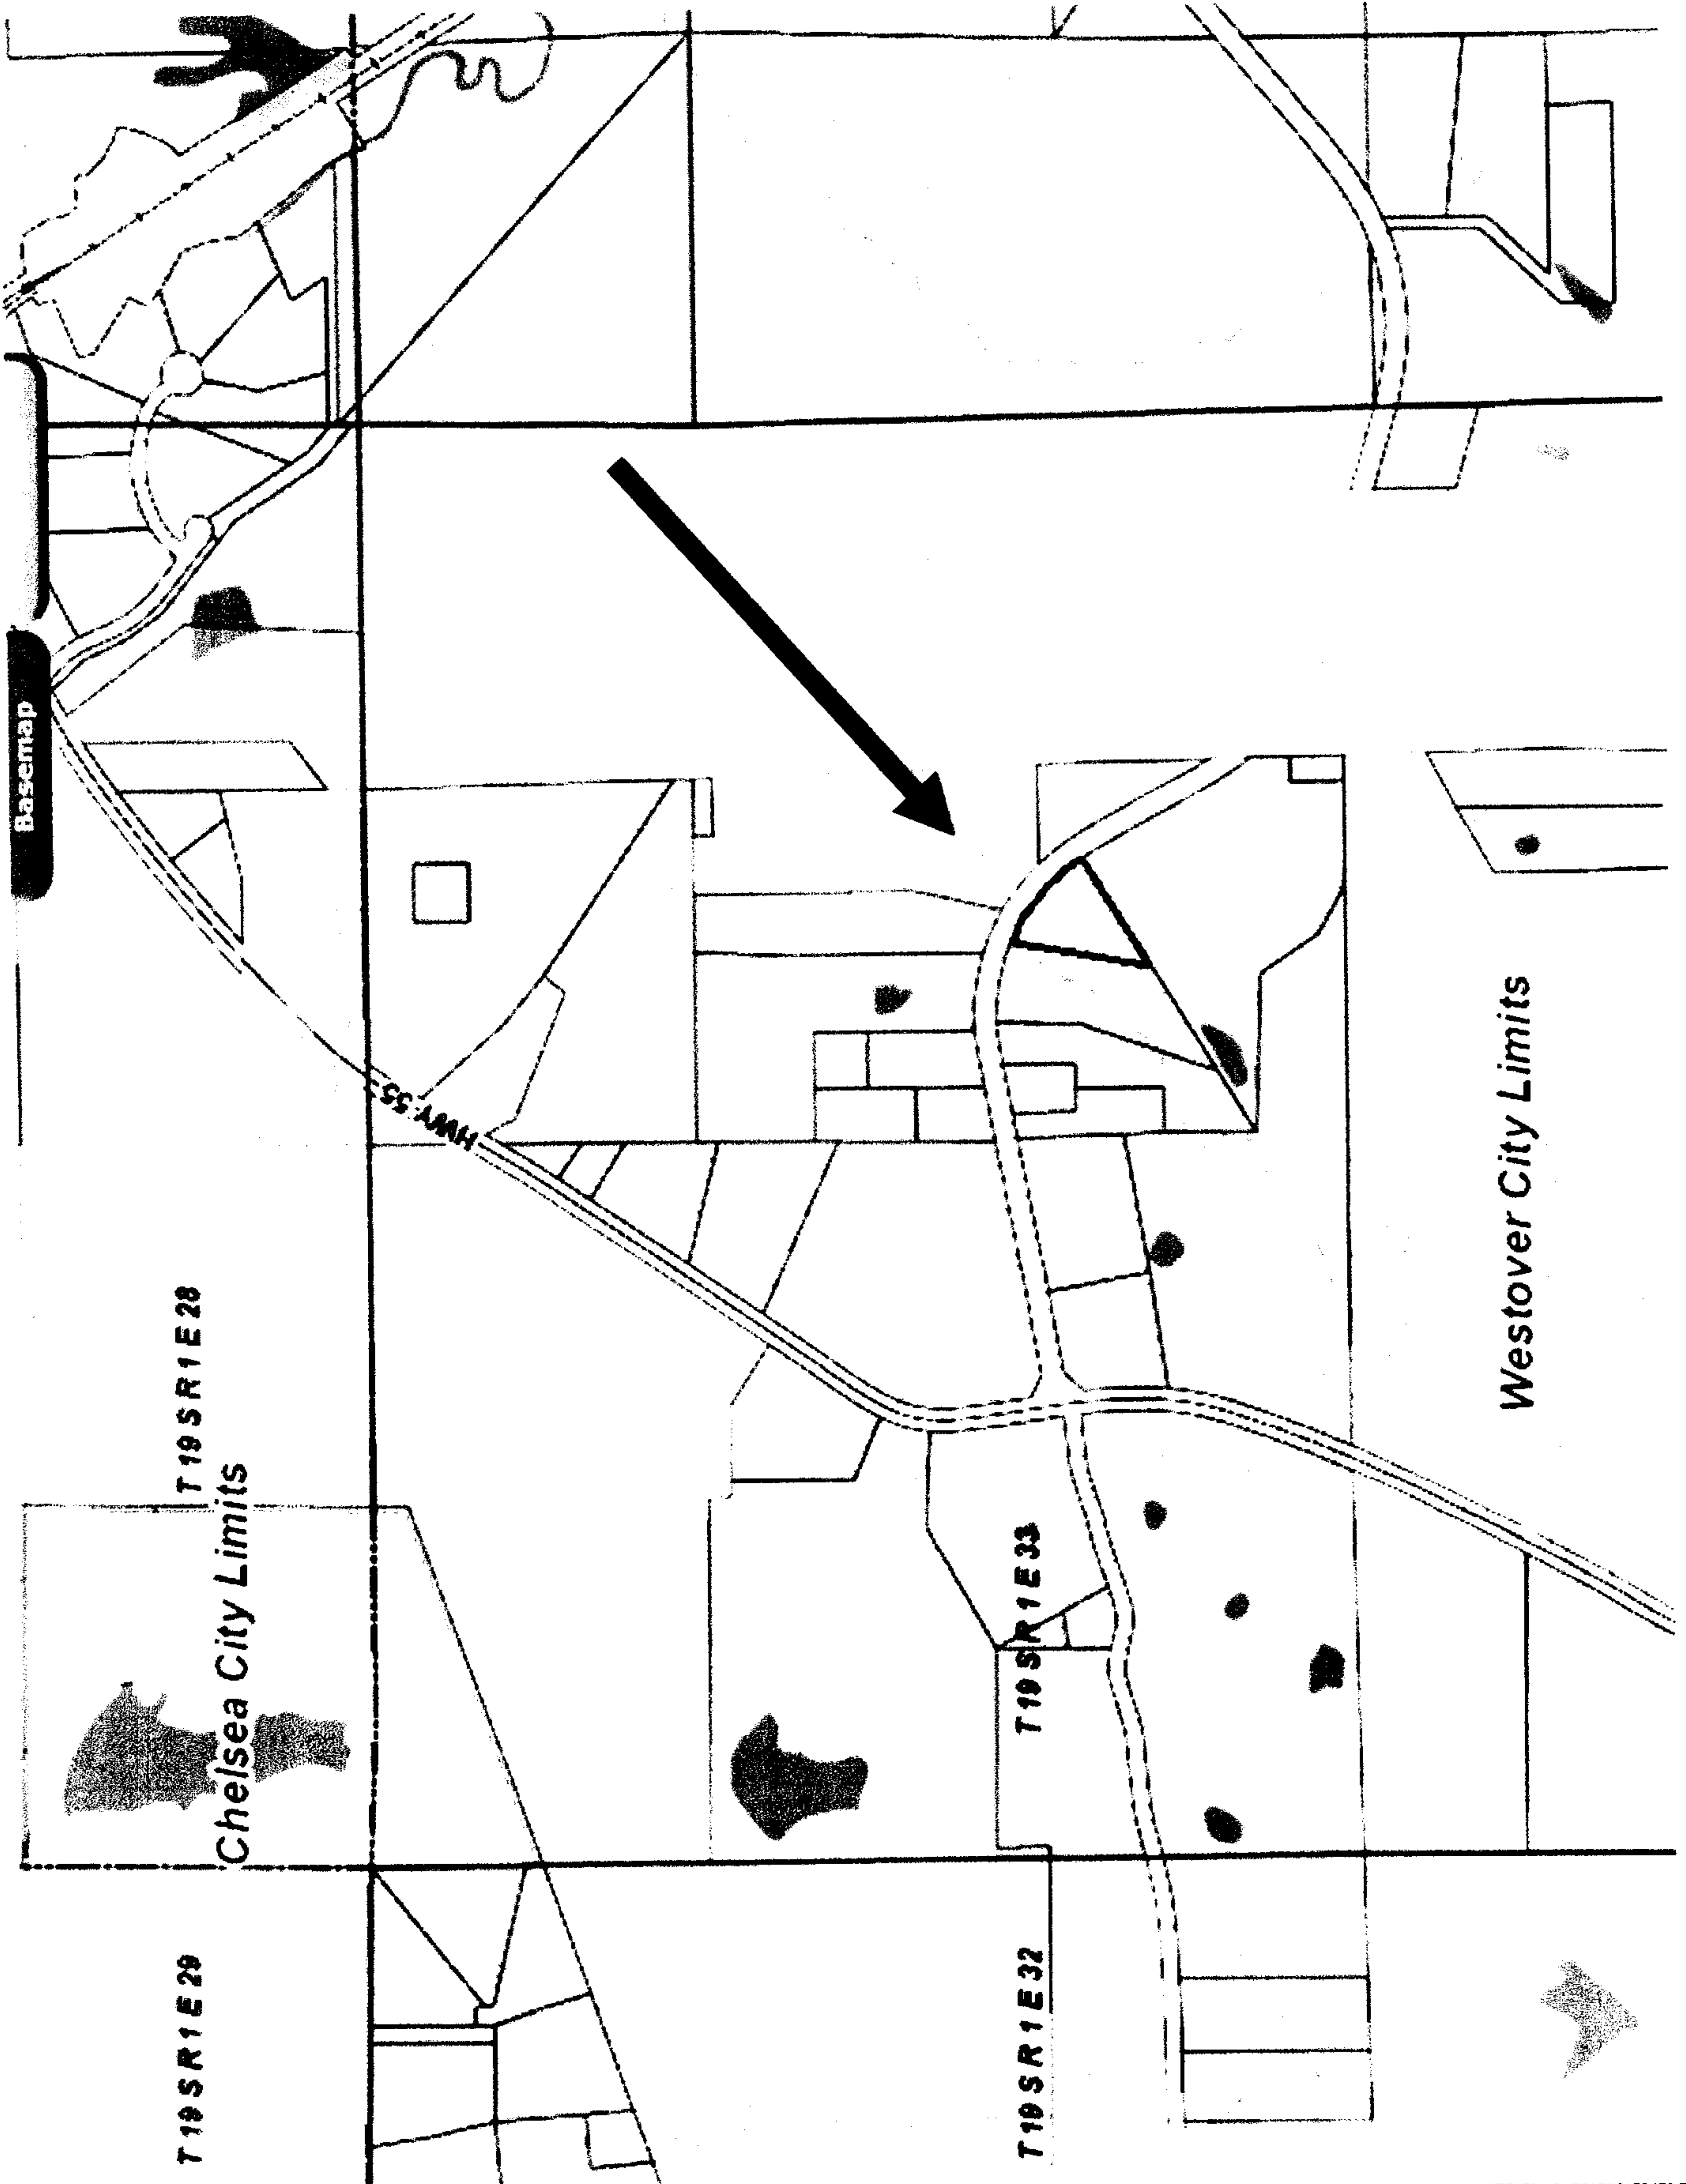 Basemap
HWY 55
T 19 S R 1 E 28
Chelsea City Limits
T 19 S R 1 E 29
T 19 S R 1 E 33
T 19 S R 1 E 32
Westover City Limits